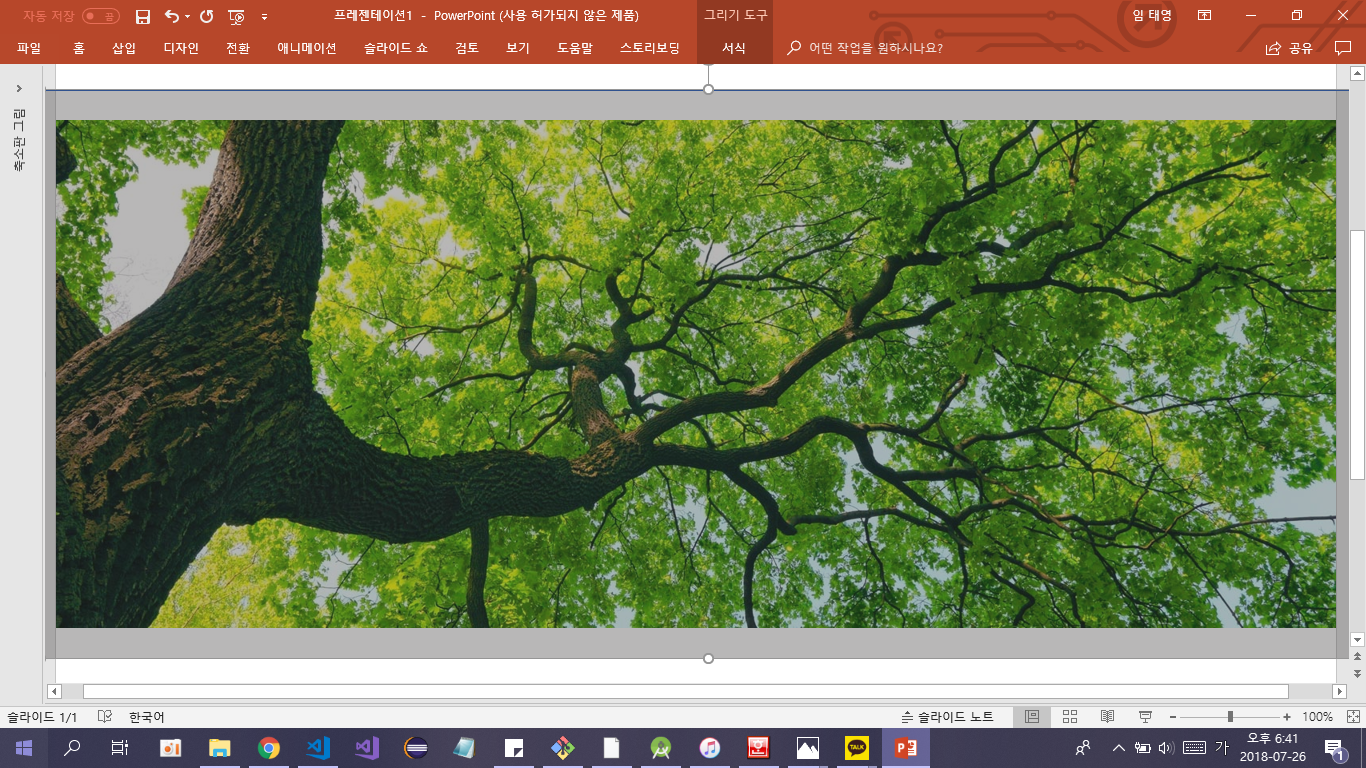 자동 저장 끔
프레젠테이션1 - PowerPoint (사용 허가되지 않은 제품)
그리기 도구
임 태영
파일 홈 삽입 디자인 전환 애니메이션 슬라이드 쇼 검토 보기 도움말 스토리보딩 서식 어떤 작업을 원하시나요? 공유
축소판 그림
슬라이드 1/1 한국어 슬라이드 노트 100%
TALK
가
오후 6:41
2018-07-26
1